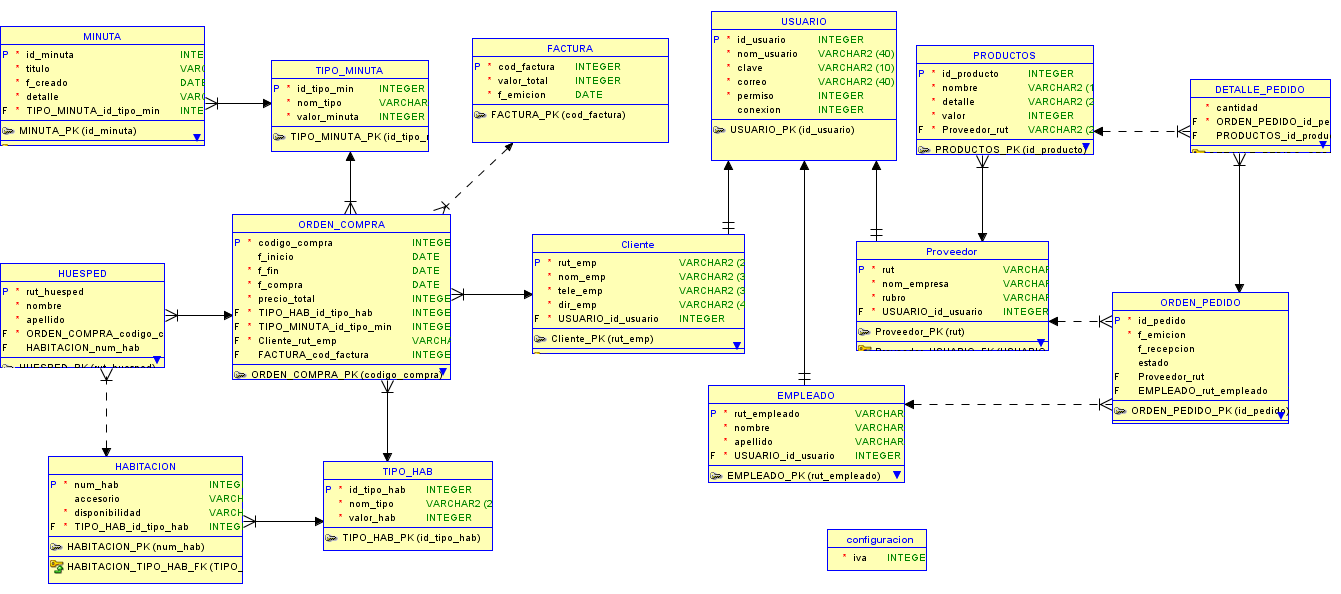 MINUTA
P * id_minuta INTE
* titulo VARC
* f_creado DATE
* detalle VARC
F * TIPO_MINUTA_id_tipo_min INTE
MINUTA_PK (id_minuta)
TIPO_MINUTA
P * id_tipo_min INTEGER
* nom_tipo VARCHAR
* valor_minuta INTEGER
TIPO_MINUTA_PK (id_tipo_
FACTURA
P * cod_factura INTEGER
* valor_total INTEGER
* f_emicion DATE
FACTURA_PK (cod_factura)
USUARIO
P * id_usuario INTEGER
* nom_usuario VARCHAR2 (40)
* clave VARCHAR2 (10)
* correo VARCHAR2 (40)
* permiso INTEGER
conexion INTEGER
USUARIO_PK (id_usuario)
PRODUCTOS
P * id_producto INTEGER
* nombre VARCHAR2 (1
* detalle VARCHAR2 (2
* valor INTEGER
F * Proveedor_rut VARCHAR2 (2
PRODUCTOS_PK (id_producto)
DETALLE_PEDIDO
* cantidad
F * ORDEN_PEDIDO_id_pe
F PRODUCTOS_id_produ
ORDEN_COMPRA
P * codigo_compra INTEGE
f_inicio DATE
* f_fin DATE
* f_compra DATE
* precio_total INTEGE
F * TIPO_HAB_id_tipo_hab INTEGE
F * TIPO_MINUTA_id_tipo_min INTEGE
F * Cliente_rut_emp VARCHA
F FACTURA_cod_factura INTEGE
ORDEN_COMPRA_PK (codigo_compra)
Cliente
P * rut_emp VARCHAR2 (2
* nom_emp VARCHAR2 (3
* tele_emp VARCHAR2 (3
* dir_emp VARCHAR2 (4
F * USUARIO_id_usuario INTEGER
Cliente_PK (rut_emp)
Proveedor
P * rut VARCHAR
* nom_empresa VARCHAR
* rubro VARCHAR
F * USUARIO_id_usuario INTEGER
Proveedor_PK (rut)
HUESPED
P * rut_huesped
* nombre
* apellido
F * ORDEN_COMPRA_codigo_c
F HABITACION_num_hab
HUESPED_PK (rut_huesped)
ORDEN_PEDIDO
P * id_pedido
* f_emicion
f_recepcion
estado
F Proveedor_rut
F EMPLEADO_rut_empleado
ORDEN_PEDIDO_PK (id_pedido)
EMPLEADO
P * rut_empleado VARCHAR
* nombre VARCHAR
* apellido VARCHAR
F * USUARIO_id_usuario INTEGER
EMPLEADO_PK (rut_empleado)
HABITACION
P * num_hab INTEG
accesorio VARCH
* disponibilidad VARCH
F * TIPO_HAB_id_tipo_hab INTEG
HABITACION_PK (num_hab)
HABITACION_TIPO_HAB_FK (TIPO_
TIPO_HAB
P * id_tipo_hab INTEGER
* nom_tipo VARCHAR2 (2
* valor_hab INTEGER
TIPO_HAB_PK (id_tipo_hab)
configuracion
* iva INTEGE